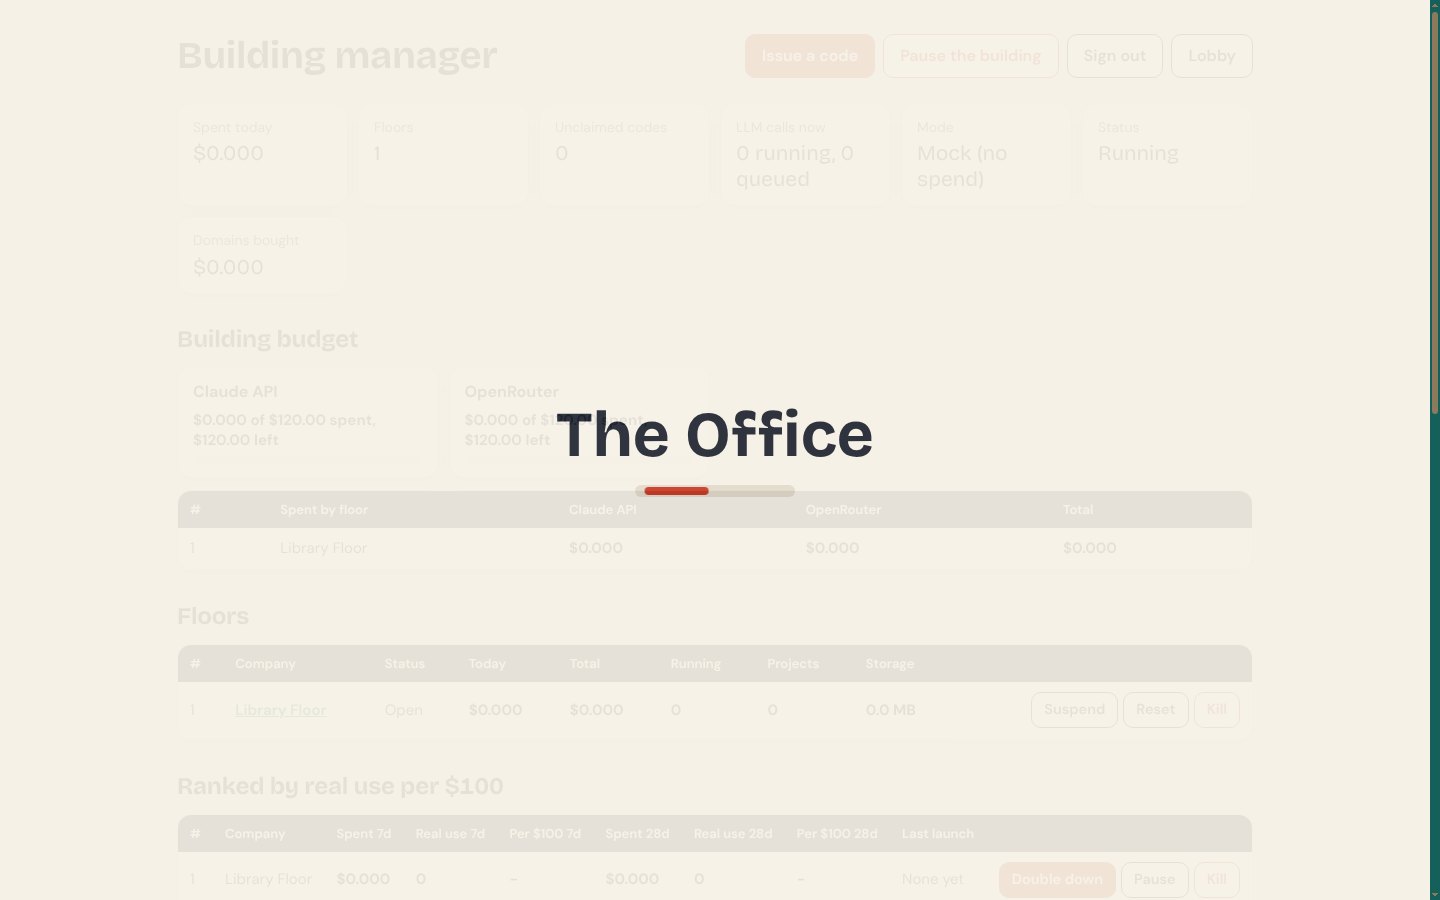 Building manager
Issue a code
Pause the building
Sign out
Lobby
Spent today
$0.000
Floors
1
Unclaimed codes
0
LLM calls now
0 running, 0
queued
Mode
Mock (no
spend)
Status
Running
Domains bought
$0.000
Building budget
Claude API
$0.000 of $120.00 spent,
$120.00 left
OpenRouter
$0.000 of $120.00 spent,
$120.00 left
The Office
# Spent by floor Claude API OpenRouter Total
1 Library Floor $0.000 $0.000 $0.000
Floors
# Company Status Today Total Running Projects Storage
1 Library Floor Open $0.000 $0.000 0 0 0.0 MB Suspend Reset Kill
Ranked by real use per $100
# Company Spent 7d Real use 7d Per $100 7d Spent 28d Real use 28d Per $100 28d Last launch
1 Library Floor $0.000 0 – $0.000 0 – None yet Double down Pause Kill